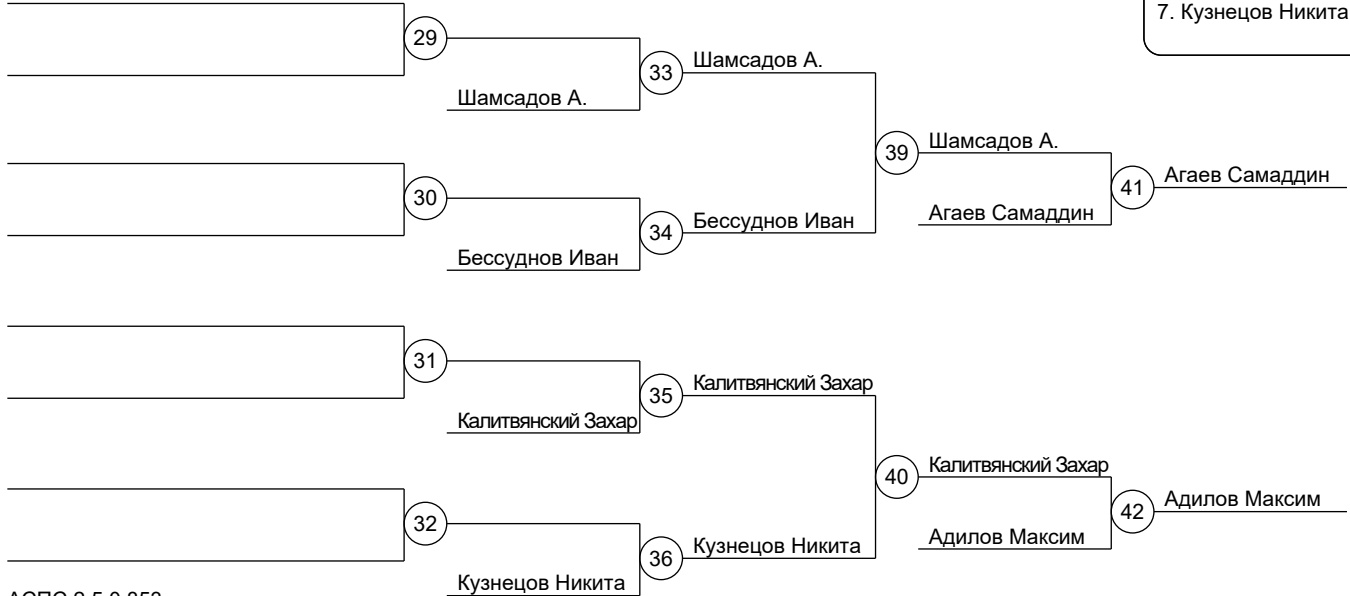 7. Кузнецов Никита
29
33
Шамсадов А.
Шамсадов А.
39
Шамсадов А.
41
Агаев Самаддин
30
Агаев Самаддин
34
Бессуднов Иван
Бессуднов Иван
31
35
Калитвянский Захар
Калитвянский Захар
40
Калитвянский Захар
42
Адилов Максим
32
Адилов Максим
36
Кузнецов Никита
Кузнецов Никита